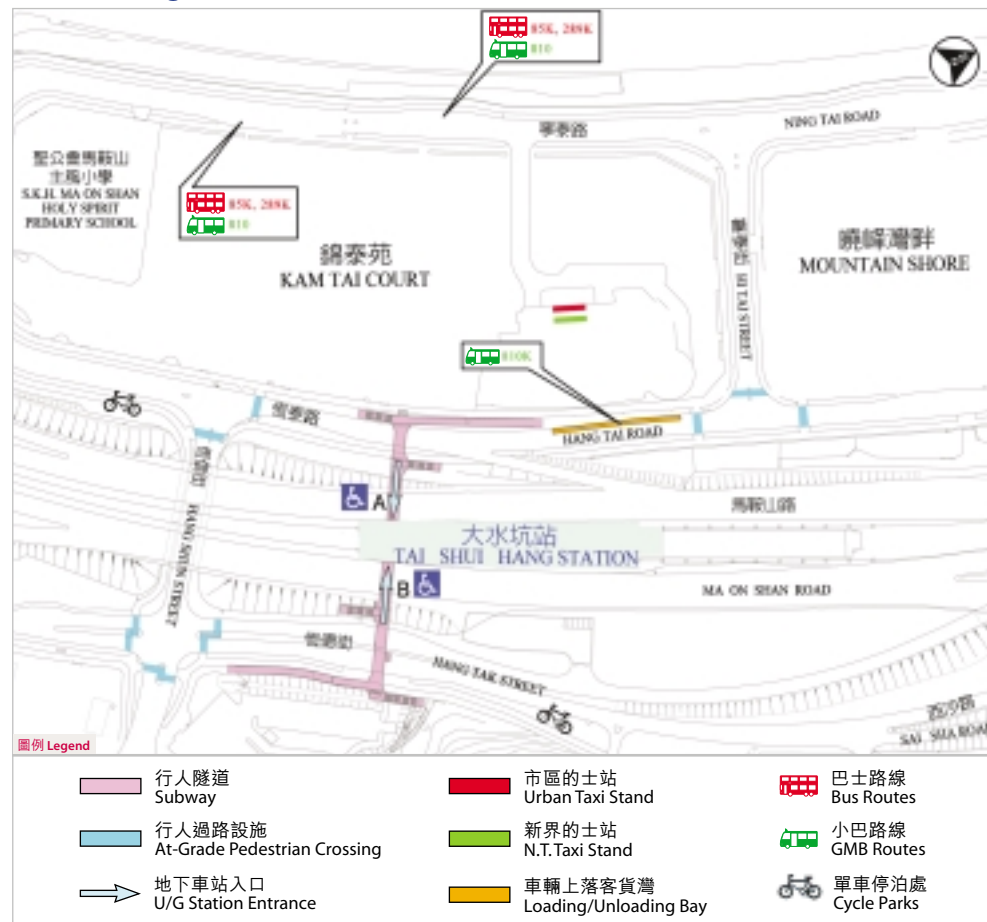 85K, 289K
810
寧泰路
NING TAI ROAD
聖公會馬鞍山
主風小學
S.K.H. MA ON SHAN
HOLY SPIRIT
PRIMARY SCHOOL
85K, 289K
810
錦泰苑
KAM TAI COURT
曉峰灣畔
MOUNTAIN SHORE
HI TAI STREET
810K
恆泰路
HANG TAI ROAD
HANG SHUN STREET
A
馬鞍山路
大水坑站
TAI SHUI HANG STATION
B
MA ON SHAN ROAD
恆德街
HANG TAK STREET
西沙路
SAI SHA ROAD
圖例 Legend
行人隧道
Subway
市區的士站
Urban Taxi Stand
巴士路線
Bus Routes
行人過路設施
At-Grade Pedestrian Crossing
新界的士站
N.T. Taxi Stand
小巴路線
GMB Routes
地下車站入口
U/G Station Entrance
車輛上落客貨灣
Loading/Unloading Bay
單車停泊處
Cycle Parks